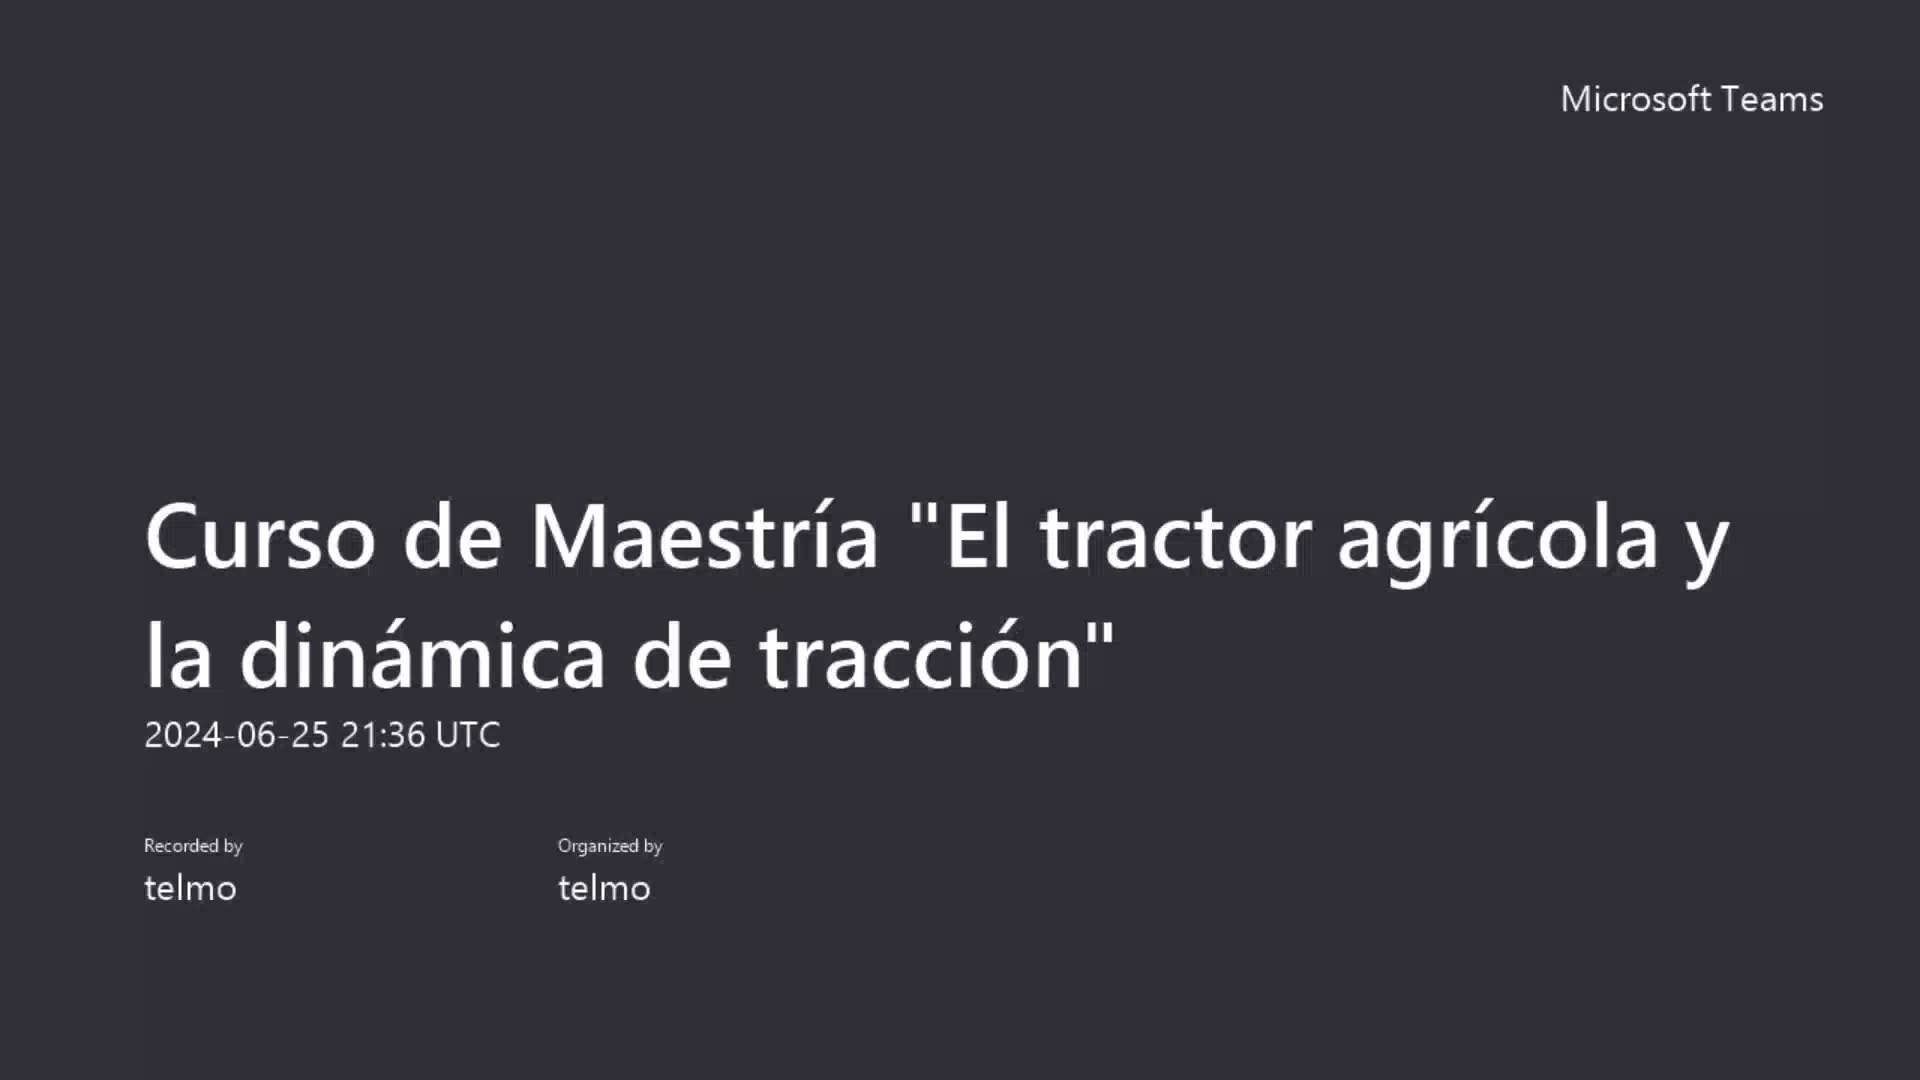 Microsoft Teams
Curso de Maestría "El tractor agrícola y
la dinámica de tracción"
2024-06-25 21:36 UTC
Recorded by
telmo
Organized by
telmo